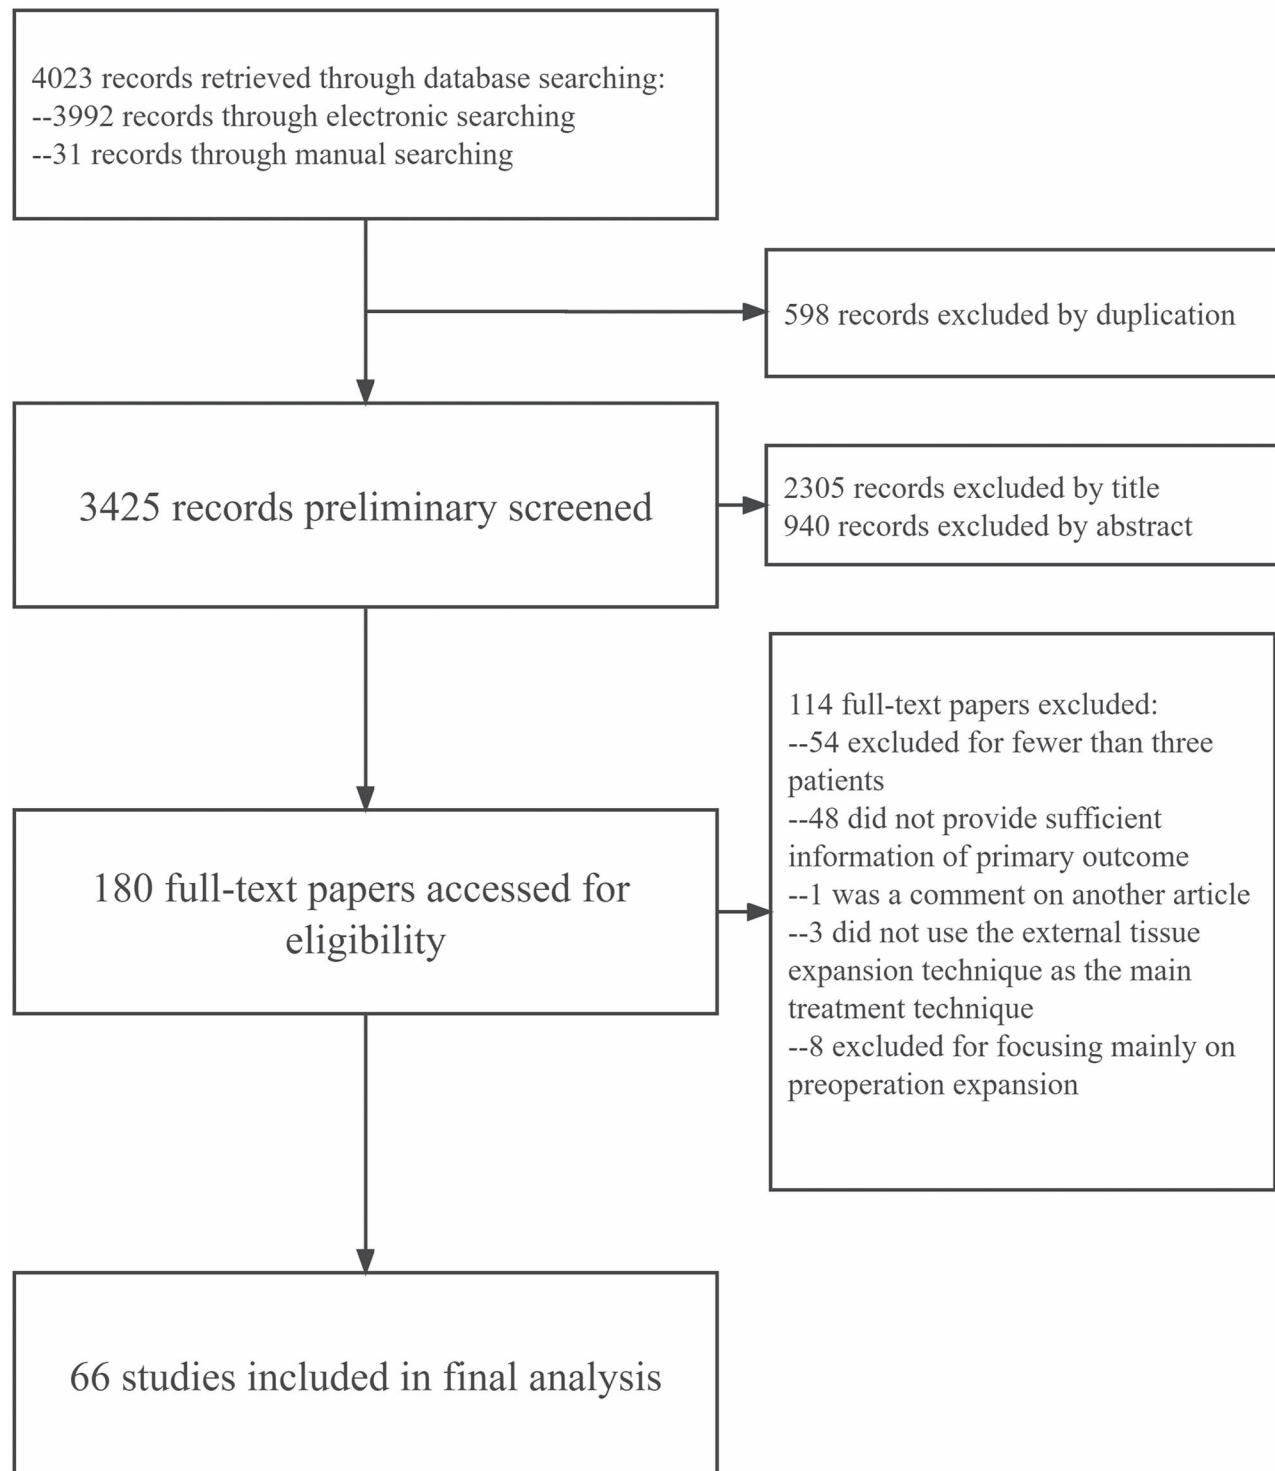 4023 records retrieved through database searching:
--3992 records through electronic searching
--31 records through manual searching
598 records excluded by duplication
3425 records preliminary screened
2305 records excluded by title
940 records excluded by abstract
114 full-text papers excluded:
--54 excluded for fewer than three
patients
--48 did not provide sufficient
information of primary outcome
--1 was a comment on another article
--3 did not use the external tissue
expansion technique as the main
treatment technique
--8 excluded for focusing mainly on
preoperation expansion
180 full-text papers accessed for
eligibility
66 studies included in final analysis